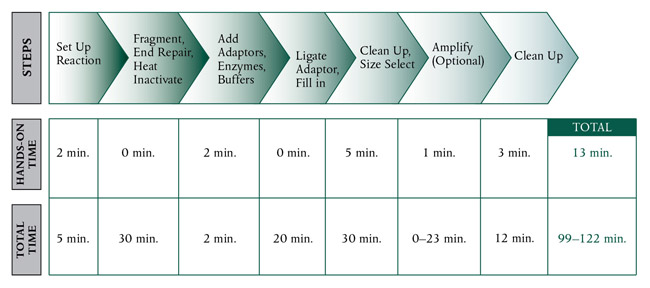 STEPS
Set Up
Reaction
Fragment,
End Repair,
Heat
Inactivate
Add
Adaptors,
Enzymes,
Buffers
Ligate
Adaptor,
Fill in
Clean Up,
Size Select
Amplify
(Optional)
Clean Up
TOTAL
HANDS-ON
TIME
2 min.
0 min.
2 min.
0 min.
5 min.
1 min.
3 min.
13 min.
TOTAL
TIME
5 min.
30 min.
2 min.
20 min.
30 min.
0–23 min.
12 min.
99–122 min.